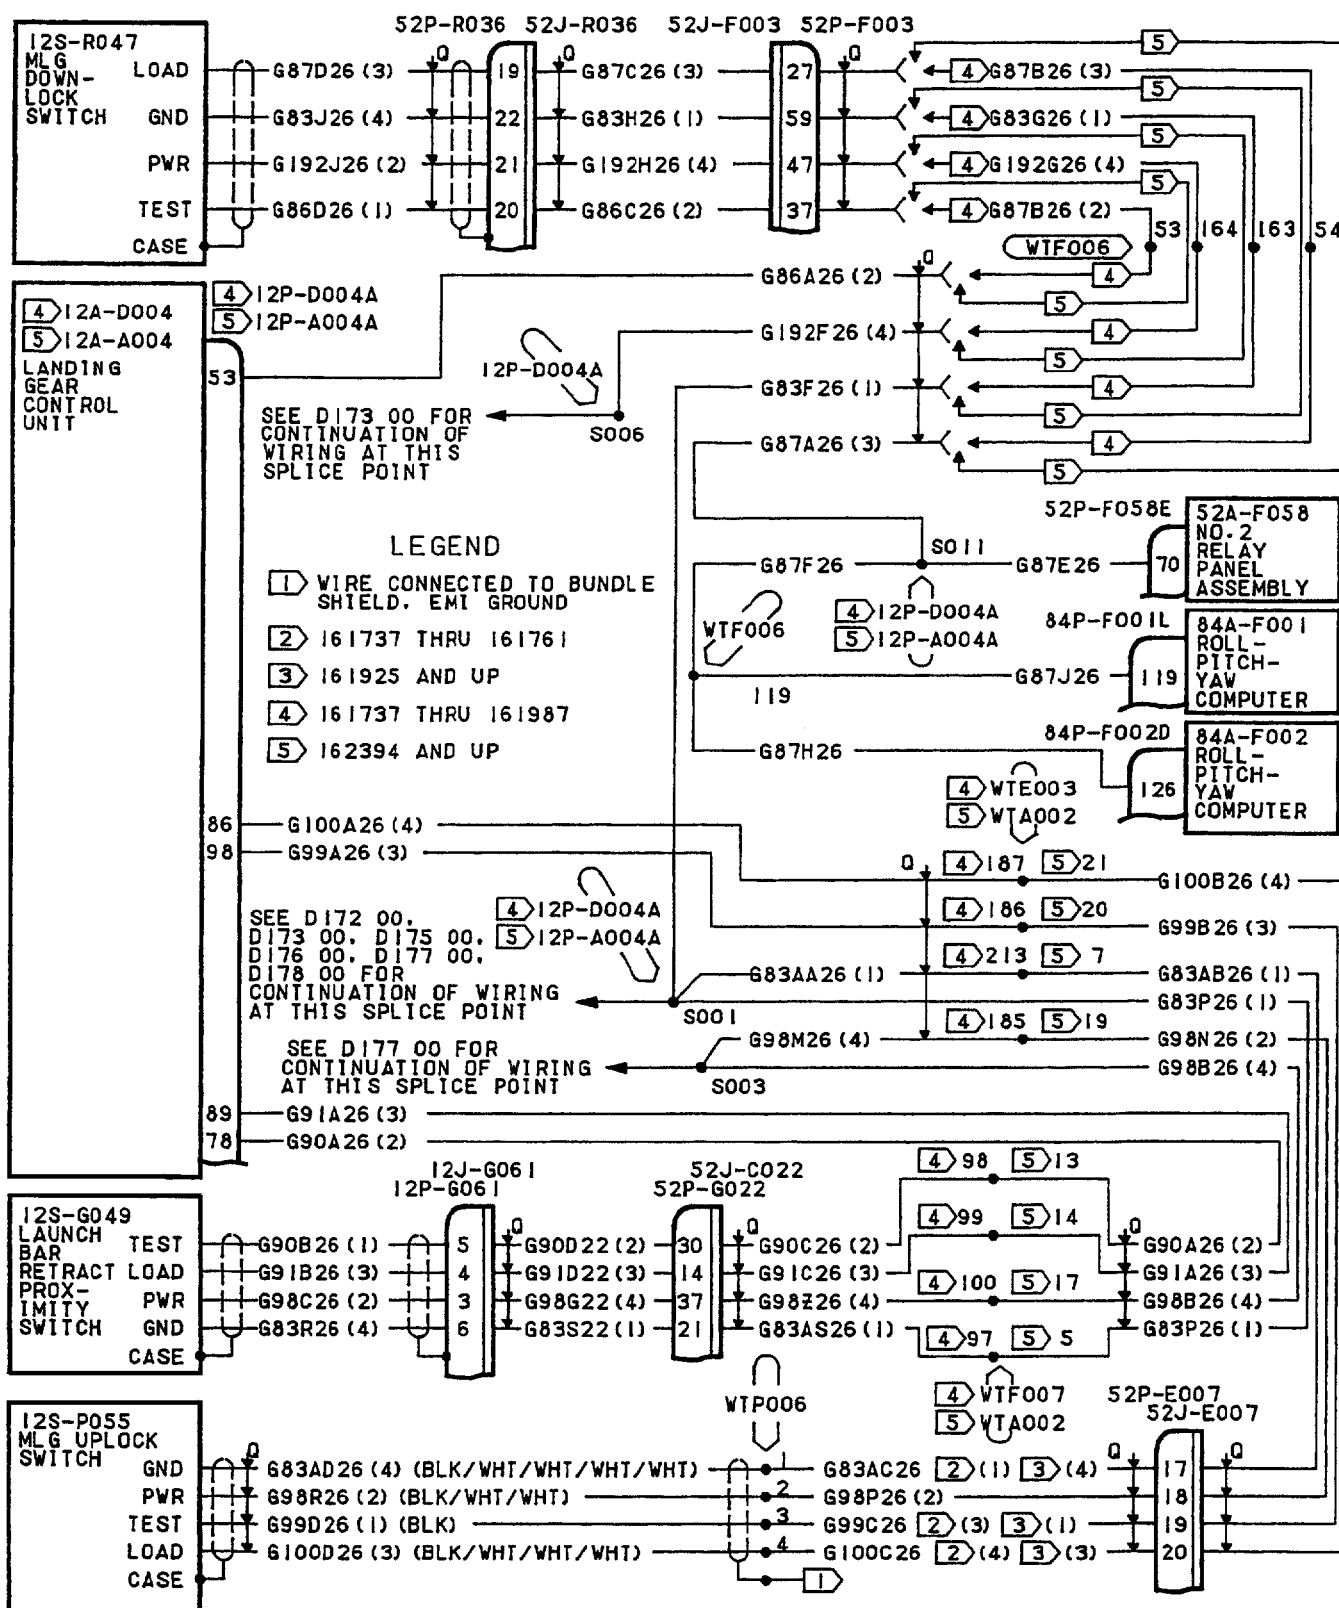 52P-R036 52J-R036 52J-F003 52P-F003
12S-R047
MLG
DOWN-
LOCK
SWITCH
LOAD G87D26 (3) Q 19 Q G87C26 (3) 27 Q 4 G87B26 (3) 5
GND G83J26 (4) 22 G83H26 (1) 59 4 G83G26 (1) 5
PWR G192J26 (2) 21 G192H26 (4) 47 4 G192G26 (4) 5
TEST G86D26 (1) 20 G86C26 (2) 37 4 G87B26 (2) 5
CASE
WTF006 53 164 163 54
4 12A-D004
5 12A-A004
LANDING
GEAR
CONTROL
UNIT
4 12P-D004A
5 12P-A004A
53
G86A26 (2) Q 4
5
G192F26 (4) 4
5
G83F26 (1) 4
5
G87A26 (3) 4
5
12P-D004A
S006
SEE D173 00 FOR
CONTINUATION OF
WIRING AT THIS
SPLICE POINT
LEGEND
1 WIRE CONNECTED TO BUNDLE
SHIELD. EMI GROUND
2 161737 THRU 161761
3 161925 AND UP
4 161737 THRU 161987
5 162394 AND UP
52P-F058E
52A-F058
NO.2
RELAY
PANEL
ASSEMBLY
G87F26 S011 G87E26 70
WTF006
4 12P-D004A
5 12P-A004A
84P-F001L
84A-F001
ROLL-
PITCH-
YAW
COMPUTER
119 G87J26 119
84P-F002D
84A-F002
ROLL-
PITCH-
YAW
COMPUTER
G87H26 126
4 WTE003
5 WTA002
86 G100A26 (4)
98 G99A26 (3)
Q 4 187 5 21 G100B26 (4)
4 186 5 20 G99B26 (3)
G83AA26 (1) 4 213 5 7 G83AB26 (1)
G83P26 (1)
G98M26 (4) 4 185 5 19 G98N26 (2)
G98B26 (4)
4 12P-D004A
5 12P-A004A
SEE D172 00.
D173 00. D175 00.
D176 00. D177 00.
D178 00 FOR
CONTINUATION OF WIRING
AT THIS SPLICE POINT
S001
SEE D177 00 FOR
CONTINUATION OF WIRING
AT THIS SPLICE POINT
S003
89 G91A26 (3)
78 G90A26 (2)
12J-G061
12P-G061
52J-C022
52P-G022
4 98 5 13
4 99 5 14
4 100 5 17
4 97 5 5
12S-G049
LAUNCH
BAR
RETRACT
PROX-
IMITY
SWITCH
TEST G90B26 (1) 5 Q G90D22 (2) 30 Q G90C26 (2) Q G90A26 (2)
LOAD G91B26 (3) 4 G91D22 (3) 14 G91C26 (3) G91A26 (3)
PWR G98C26 (2) 3 G98G22 (4) 37 G98Z26 (4) G98B26 (4)
GND G83R26 (4) 6 G83S22 (1) 21 G83AS26 (1) G83P26 (1)
CASE
WTP006
4 WTF007
5 WTA002
52P-E007
52J-E007
12S-P055
MLG UPLOCK
SWITCH
GND Q G83AD26 (4) (BLK/WHT/WHT/WHT/WHT) 1 G83AC26 2 (1) 3 (4) Q 17 Q
PWR G98R26 (2) (BLK/WHT/WHT) 2 G98P26 (2) 18
TEST G99D26 (1) (BLK) 3 G99C26 2 (3) 3 (1) 19
LOAD G100D26 (3) (BLK/WHT/WHT/WHT) 4 G100C26 2 (4) 3 (3) 20
CASE 1